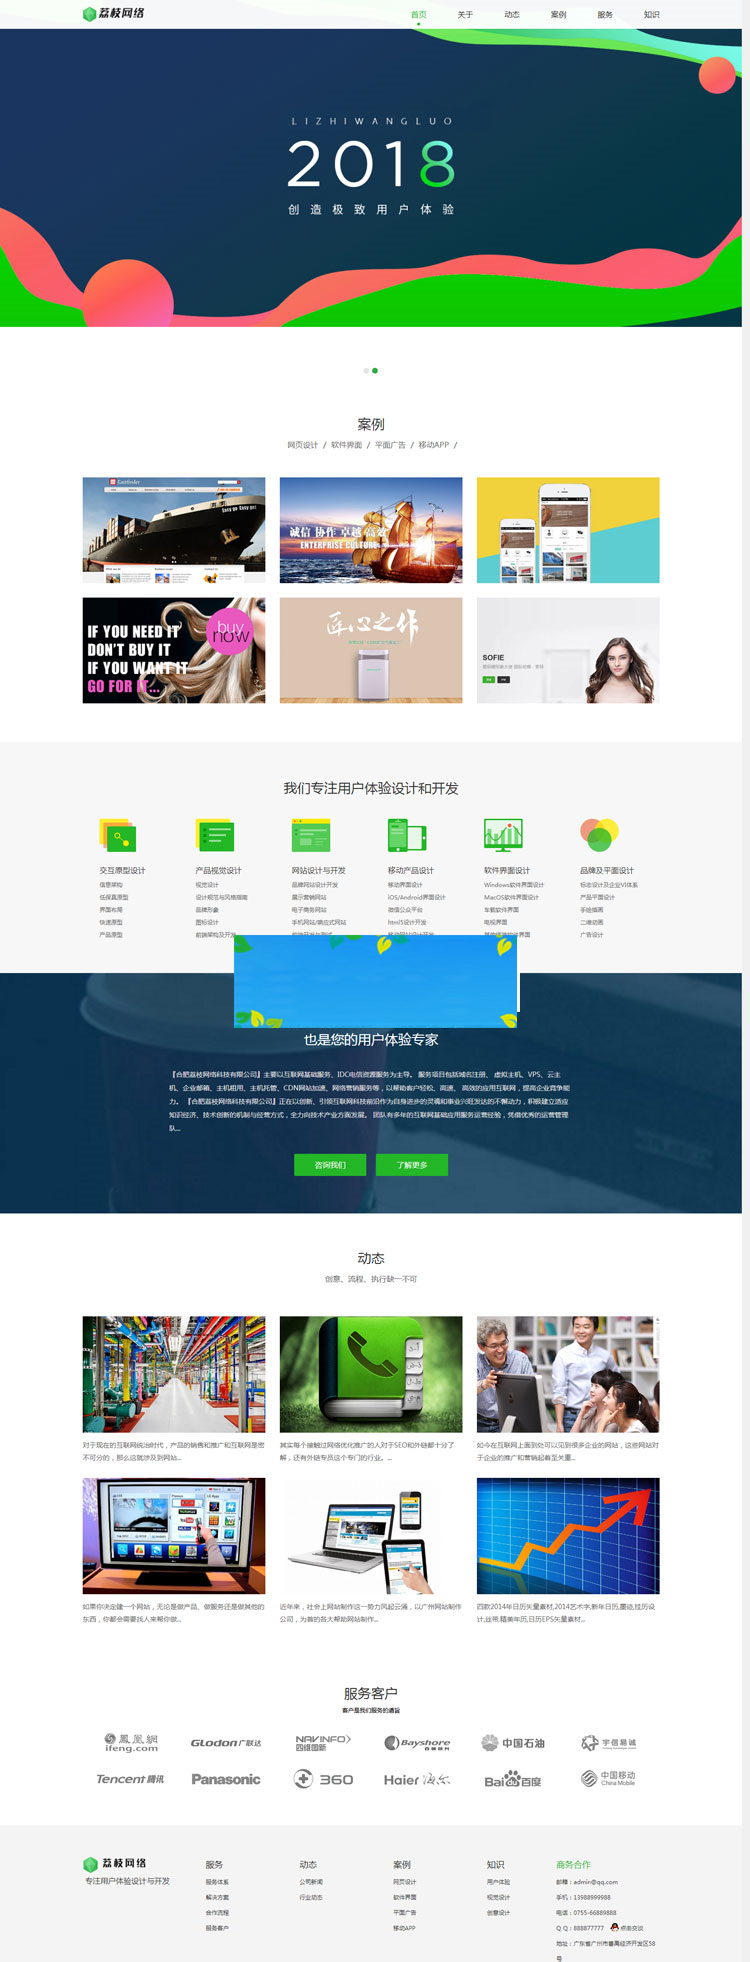 荔枝网络
首页 关于 动态 案例 服务 知识
LIZHIWANGLUO
2018
创造极致用户体验
案例
网页设计 / 软件界面 / 平面广告 / 移动APP /
Eastfinder
Easy go Easy get
诚信 协作 卓越 高效
ENTERPRISE CULTURE
IF YOU NEED IT
DON'T BUY IT
IF YOU WANT IT
GO FOR IT...
buy
now
匠心之作
SOFIE
我们专注用户体验设计和开发
交互原型设计 产品视觉设计 网站设计与开发 移动产品设计 软件界面设计 品牌及平面设计
信息架构 视觉设计 品牌网站设计开发 移动界面设计 Windows软件界面设计 标志设计及企业VI体系
低保真原型 设计规范与风格指南 展示营销网站 iOS/Android界面设计 MacOS软件界面设计 产品平面设计
界面布局 品牌形象 电子商务网站 微信公众平台 车载软件界面 手绘插画
快速原型 图标设计 手机网站/响应式网站 html5设计开发 电视界面 二维动画
产品原型 前端架构及开发 广告设计
也是您的用户体验专家
『合肥荔枝网络科技有限公司』主要以互联网基础服务、IDC电信资源服务为主导。 服务项目包括域名注册、虚拟主机、VPS、云主
机、企业邮箱、主机租用、主机托管、CDN网站加速、网络营销服务等，以帮助客户轻松、高速、高效的应用互联网，提高企业竞争能
力。 『合肥荔枝网络科技有限公司』正在以创新、引领互联网科技前沿作为自身进步的灵魂和事业兴旺发达的不懈动力，积极建立适应
知识经济、技术创新的机制与经营方式，全力向技术产业方面发展。 团队有多年的互联网基础应用服务运营经验，凭借优秀的运营管理
队...
咨询我们 了解更多
动态
创意、流程、执行缺一不可
对于现在的互联网统治时代，产品的销售和推广和互联网是密
不可分的，那么这就涉及到网站...
其实每个接触过网络优化推广的人对于SEO和外链都十分了
解，还有外链专员这个专门的行业。...
如今在互联网上面到处可以见到很多企业的网站，这些网站对
于企业的推广和营销起着至关重...
如果你决定建一个网站，无论是做产品、做服务还是做其他的
东西，你都会需要找人来帮你做...
近年来，社会上网站制作这一势力风起云涌，以广州网站制作
公司，为首的各大帮助网站制作...
四款2014年日历矢量素材,2014艺术字,新年日历,墨迹,挂历设
计,丝带,精美年历,日历EPS矢量素材...
服务客户
客户是我们服务的通旨
鳳凰網 ifeng.com
Glodon广联达
NAVINFO 四维图新
Bayshore
中国石油
宇信易诚
Tencent 腾讯
Panasonic
360
Haier 海尔
Bai du 百度
中国移动 China Mobile
荔枝网络
专注用户体验设计与开发
服务
服务体系
解决方案
合作流程
服务客户
动态
公司新闻
行业动态
案例
网页设计
软件界面
平面广告
移动APP
知识
用户体验
视觉设计
创意设计
商务合作
邮箱：admin@qq.com
手机：13988999988
电话：0755-66889888
Q Q：888877777 点击交谈
地址：广东省广州市番禺经济开发区58
号